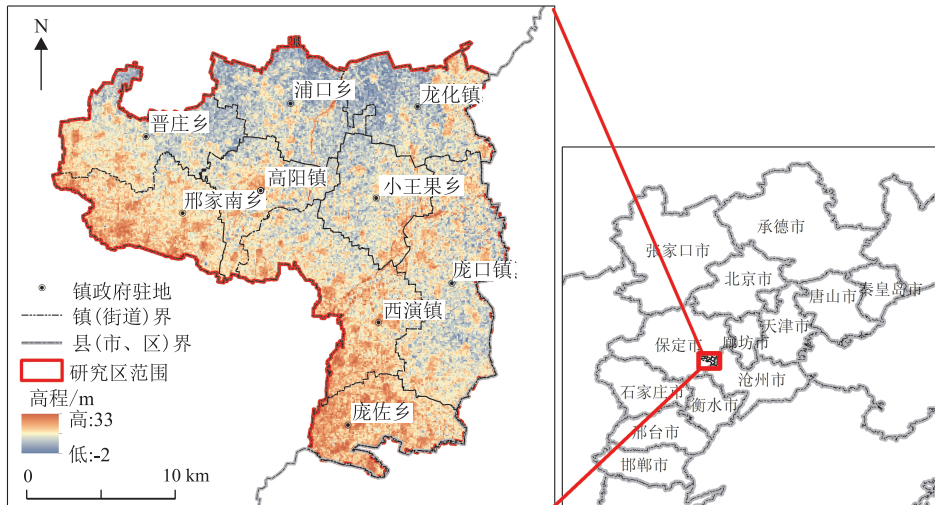 N
浦口乡
龙化镇
晋庄乡
高阳镇
小王果乡
邢家南乡
庞口镇
西演镇
庞佐乡
镇政府驻地
镇(街道)界
县(市、区)界
研究区范围
高程/m
高:33
低:-2
0 10 km
承德市
张家口市
北京市
唐山市
秦皇岛市
天津市
廊坊市
保定市
沧州市
石家庄市
衡水市
邢台市
邯郸市